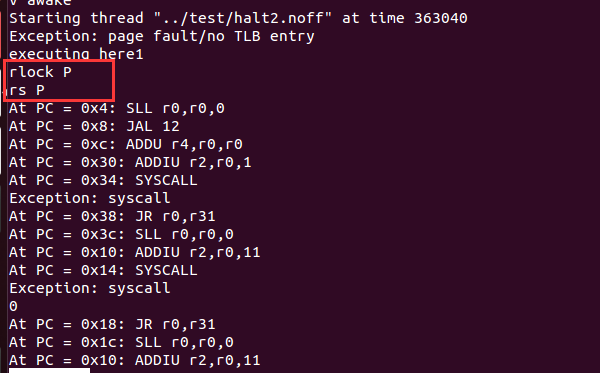 v awake
Starting thread "../test/halt2.noff" at time 363040
Exception: page fault/no TLB entry
executing here1
rlock P
rs P
At PC = 0x4: SLL r0,r0,0
At PC = 0x8: JAL 12
At PC = 0xc: ADDU r4,r0,r0
At PC = 0x30: ADDIU r2,r0,1
At PC = 0x34: SYSCALL
Exception: syscall
At PC = 0x38: JR r0,r31
At PC = 0x3c: SLL r0,r0,0
At PC = 0x10: ADDIU r2,r0,11
At PC = 0x14: SYSCALL
Exception: syscall
0
At PC = 0x18: JR r0,r31
At PC = 0x1c: SLL r0,r0,0
At PC = 0x10: ADDIU r2,r0,11